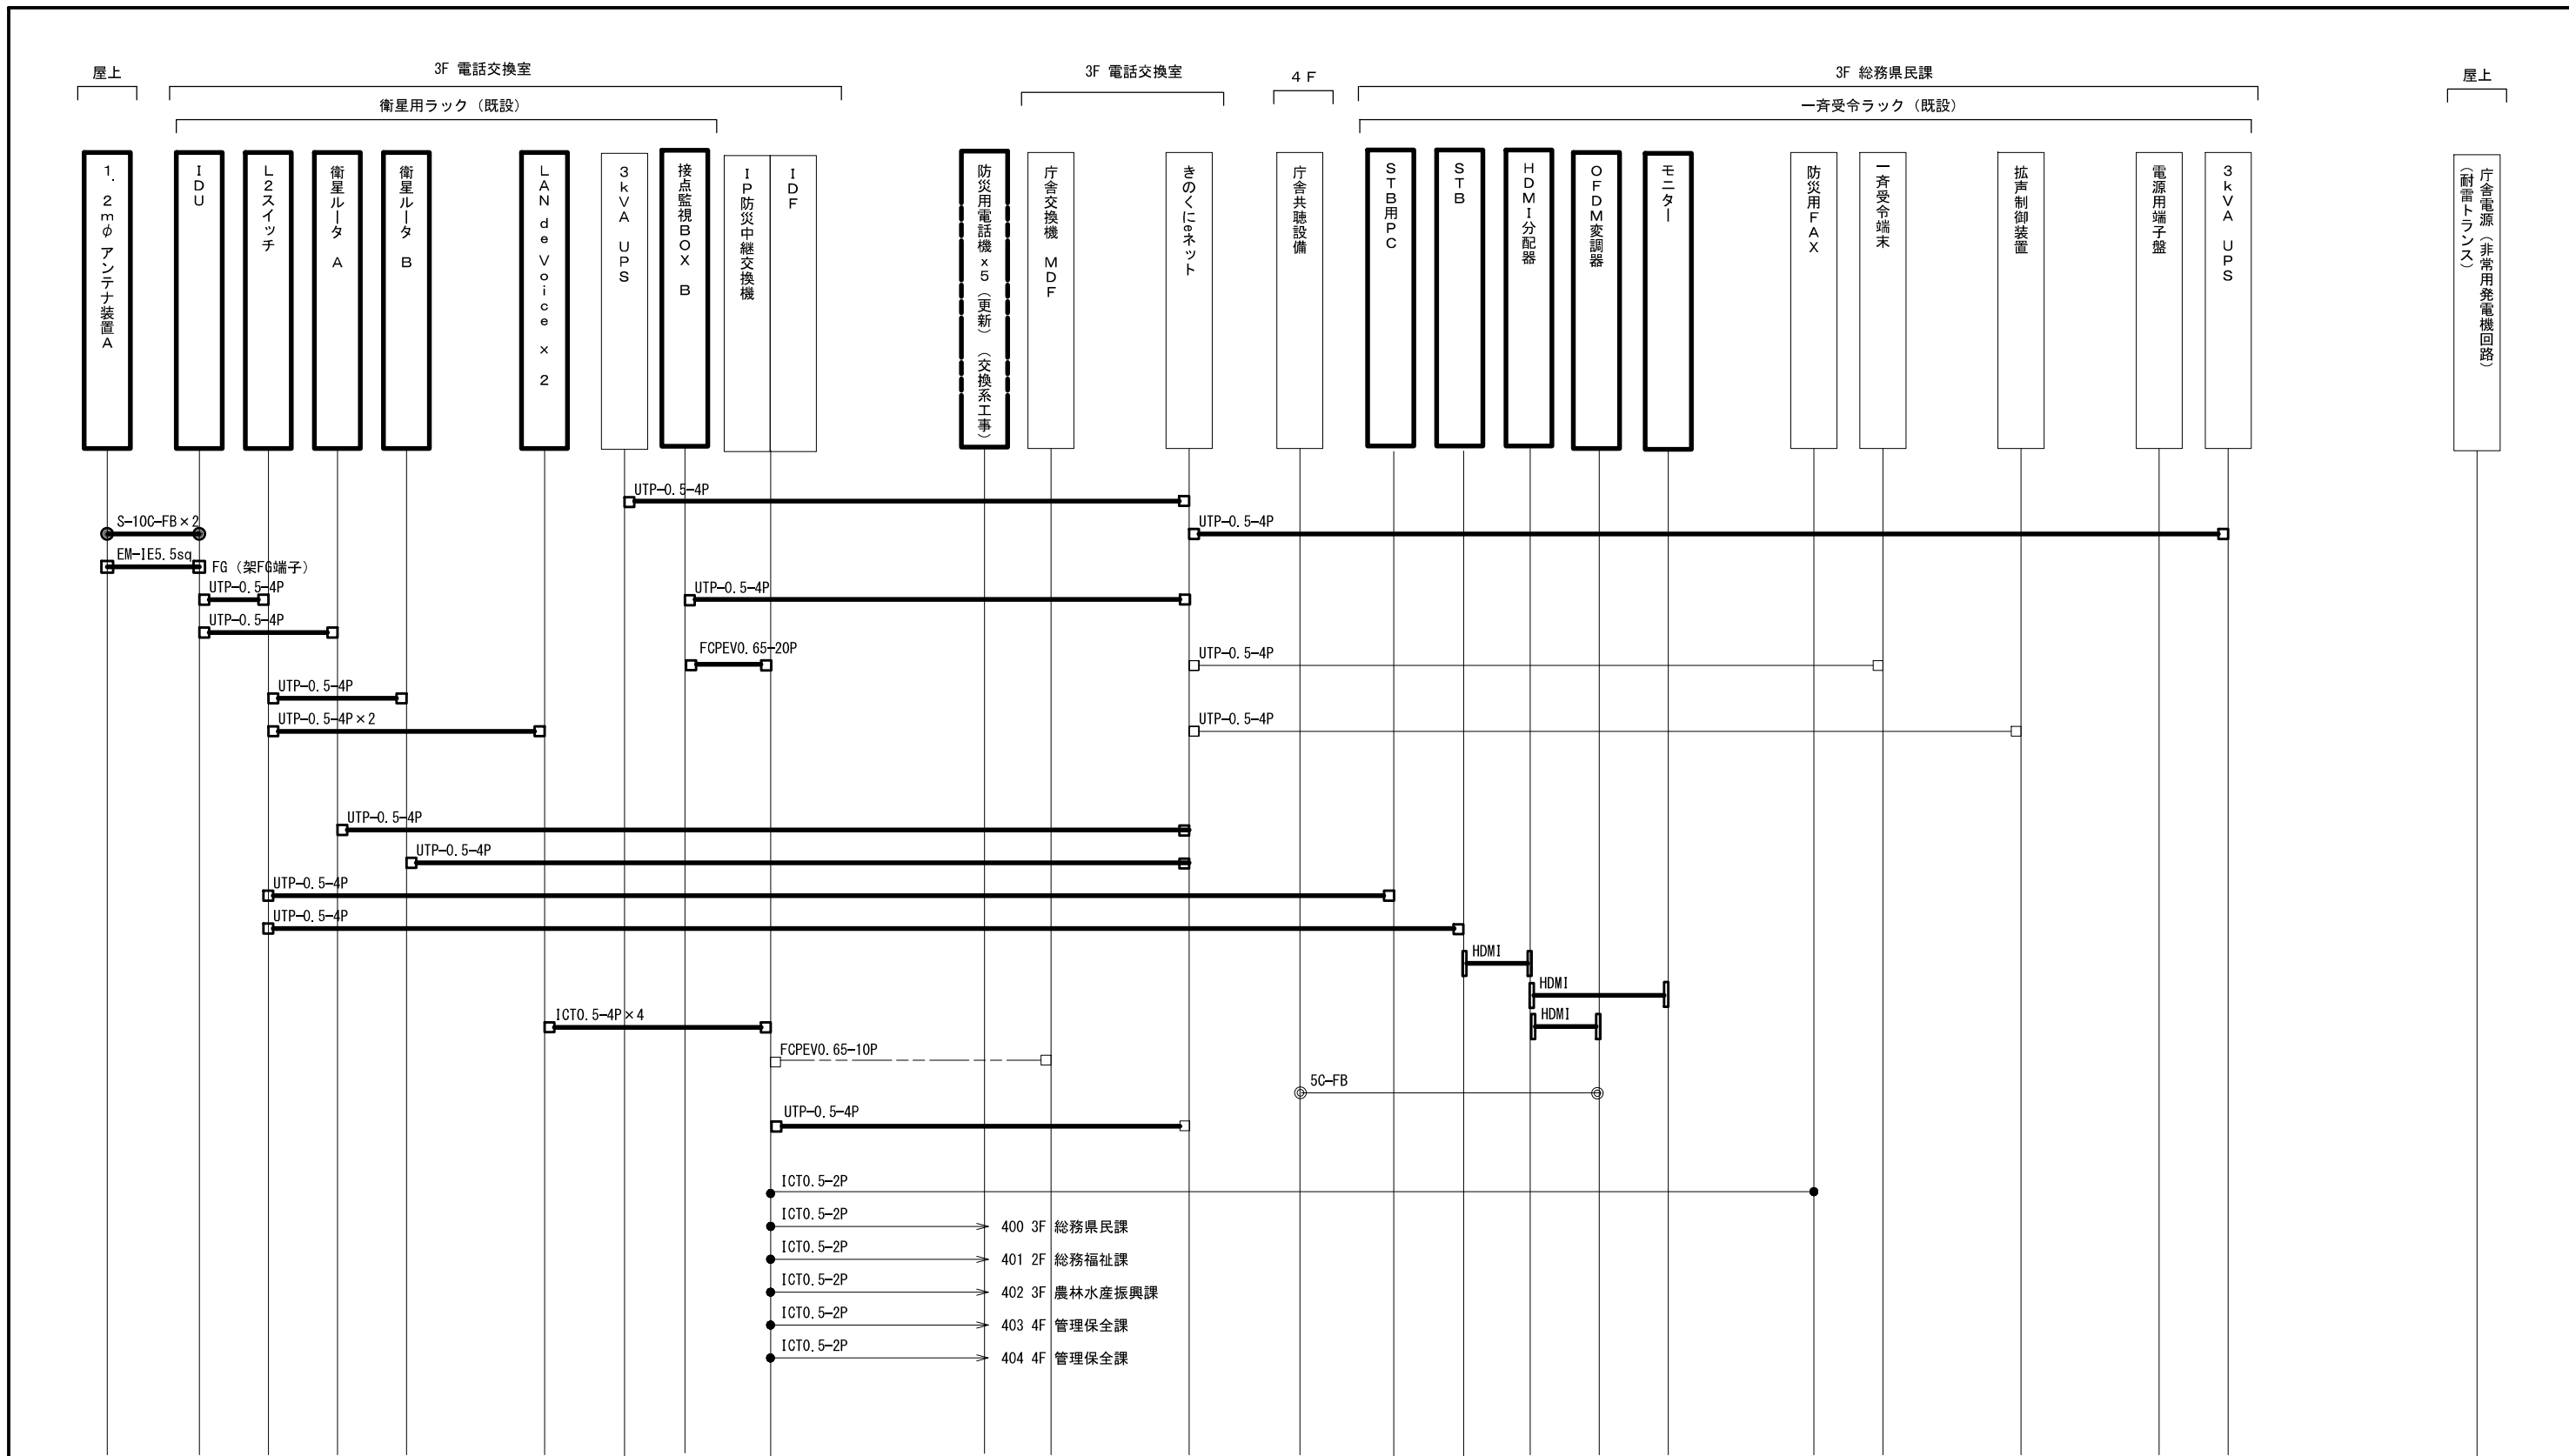 屋上
3F 電話交換室
3F 電話交換室
４Ｆ
3F 総務県民課
屋上
衛星用ラック（既設）
一斉受令ラック（既設）
１．２ｍφアンテナ装置Ａ
ＩＤＵ
Ｌ２スイッチ
衛星ルータ Ａ
衛星ルータ Ｂ
ＬＡＮ ｄｅ Ｖｏｉｃｅ × ２
３ｋＶＡ ＵＰＳ
接点監視ＢＯＸ Ｂ
ＩＰ防災中継交換機
ＩＤＦ
防災用電話機ｘ５（更新）（交換系工事）
庁舎交換機 ＭＤＦ
きのくにeネット
庁舎共聴設備
ＳＴＢ用ＰＣ
ＳＴＢ
ＨＤＭＩ分配器
ＯＦＤＭ変調器
モニター
防災用ＦＡＸ
一斉受令端末
拡声制御装置
電源用端子盤
３ｋＶＡ ＵＰＳ
庁舎電源（非常用発電機回路）
（耐雷トランス）
UTP-0.5-4P
S-10C-FB×2
UTP-0.5-4P
EM-IE5.5sq
FG（架FG端子）
UTP-0.5-4P
UTP-0.5-4P
UTP-0.5-4P
FCPEV0.65-20P
UTP-0.5-4P
UTP-0.5-4P
UTP-0.5-4P×2
UTP-0.5-4P
UTP-0.5-4P
UTP-0.5-4P
UTP-0.5-4P
UTP-0.5-4P
HDMI
HDMI
ICT0.5-4P×4
HDMI
FCPEV0.65-10P
5C-FB
UTP-0.5-4P
ICT0.5-2P
ICT0.5-2P
400 3F 総務県民課
ICT0.5-2P
401 2F 総務福祉課
ICT0.5-2P
402 3F 農林水産振興課
ICT0.5-2P
403 4F 管理保全課
ICT0.5-2P
404 4F 管理保全課